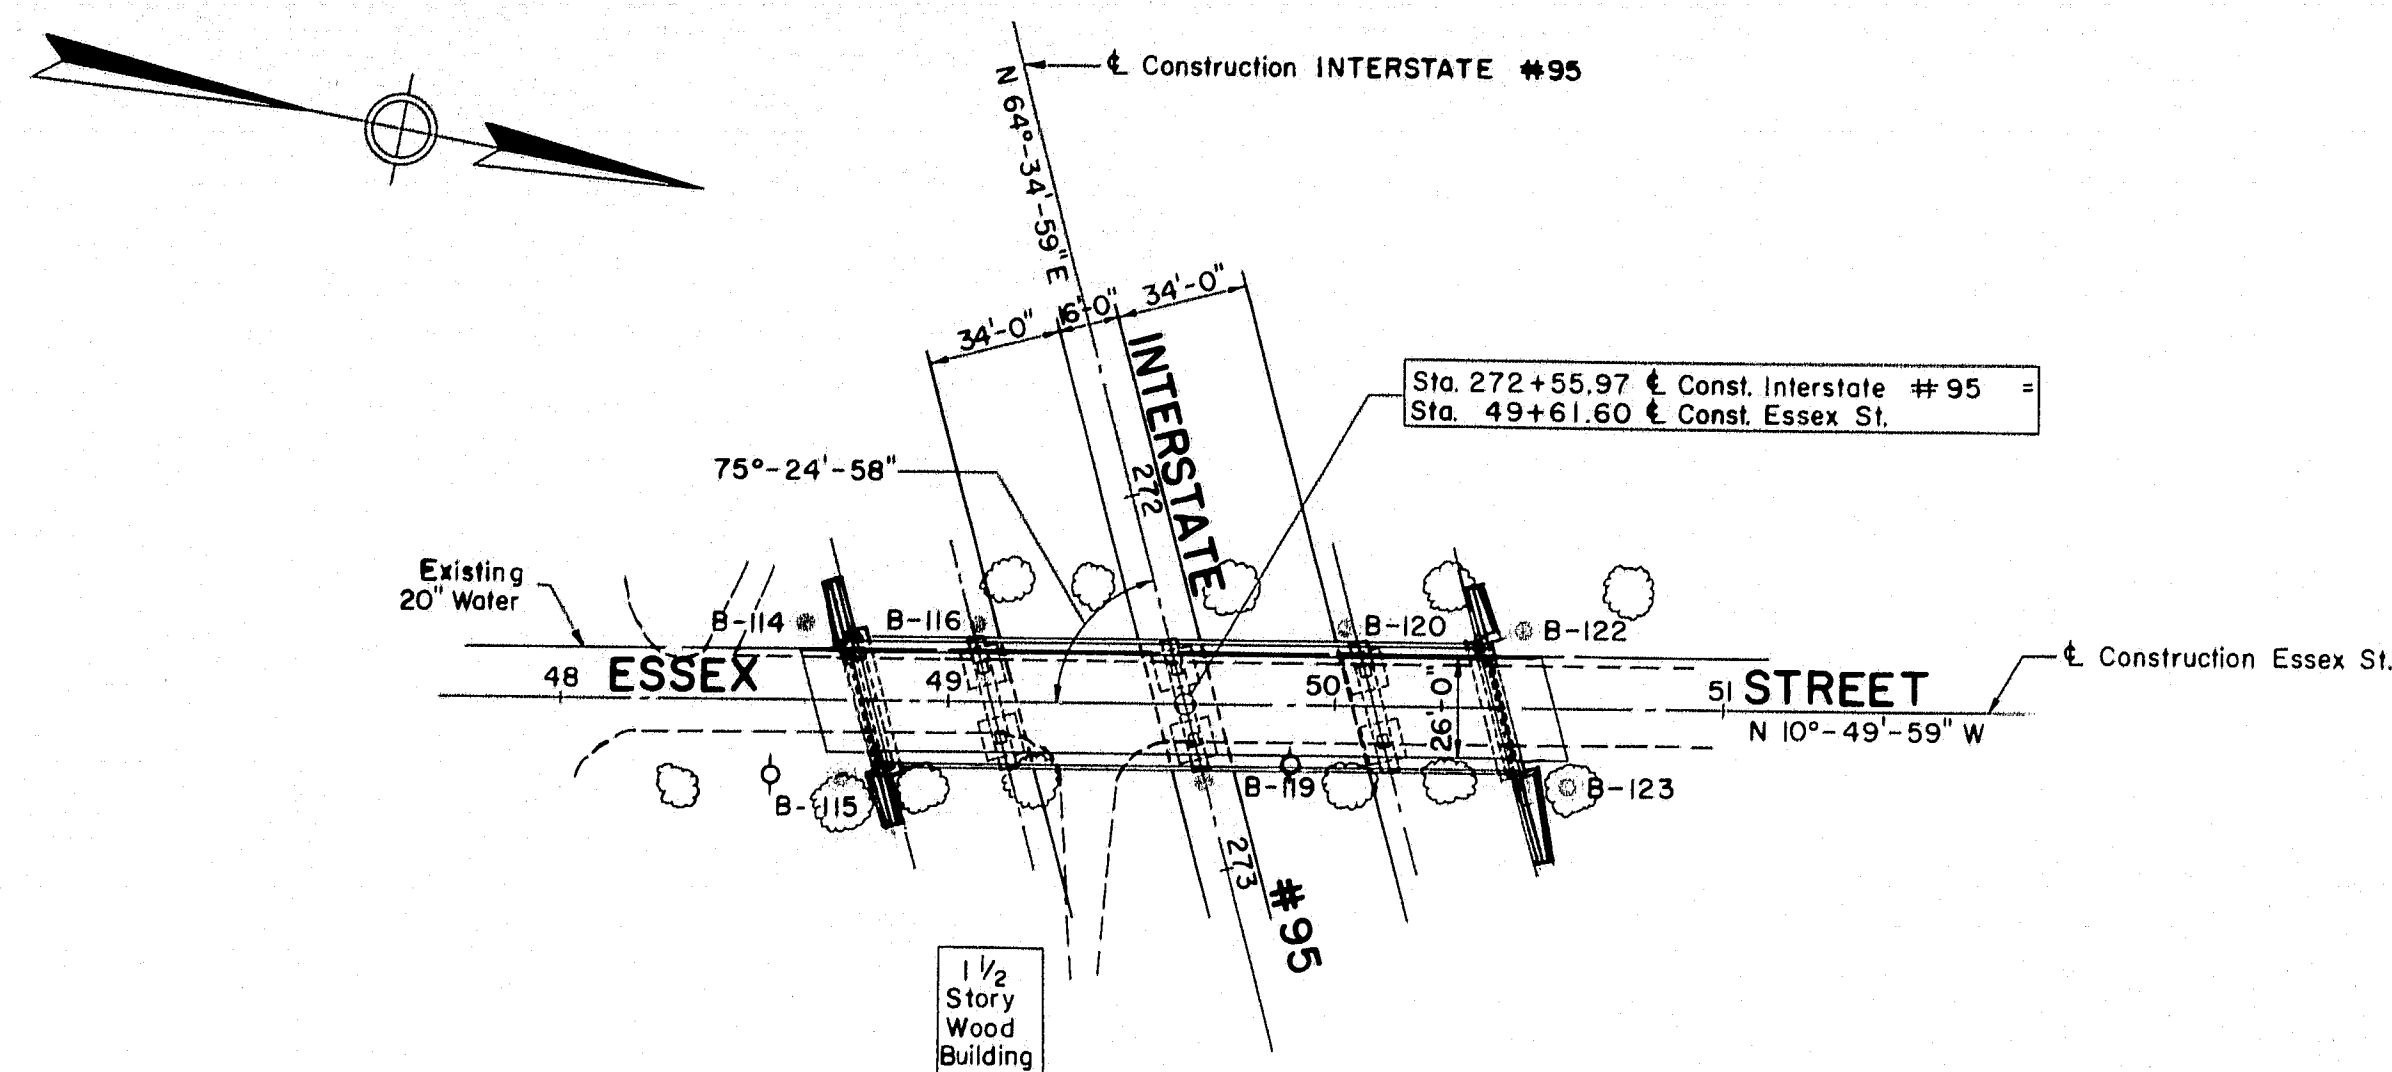 ℄ Construction INTERSTATE #95
N 64°-34'-59" E
34'-0"
16'-0"
34'-0"
INTERSTATE
Sta. 272+55.97 ℄ Const. Interstate #95 =
Sta. 49+61.60 ℄ Const. Essex St.
75°-24'-58"
272
Existing
20" Water
B-114
B-116
B-120
B-122
48
ESSEX
49
50
51
STREET
℄ Construction Essex St.
N 10°-49'-59" W
26'-0"
B-115
B-119
B-123
273
#95
1 1/2
Story
Wood
Building